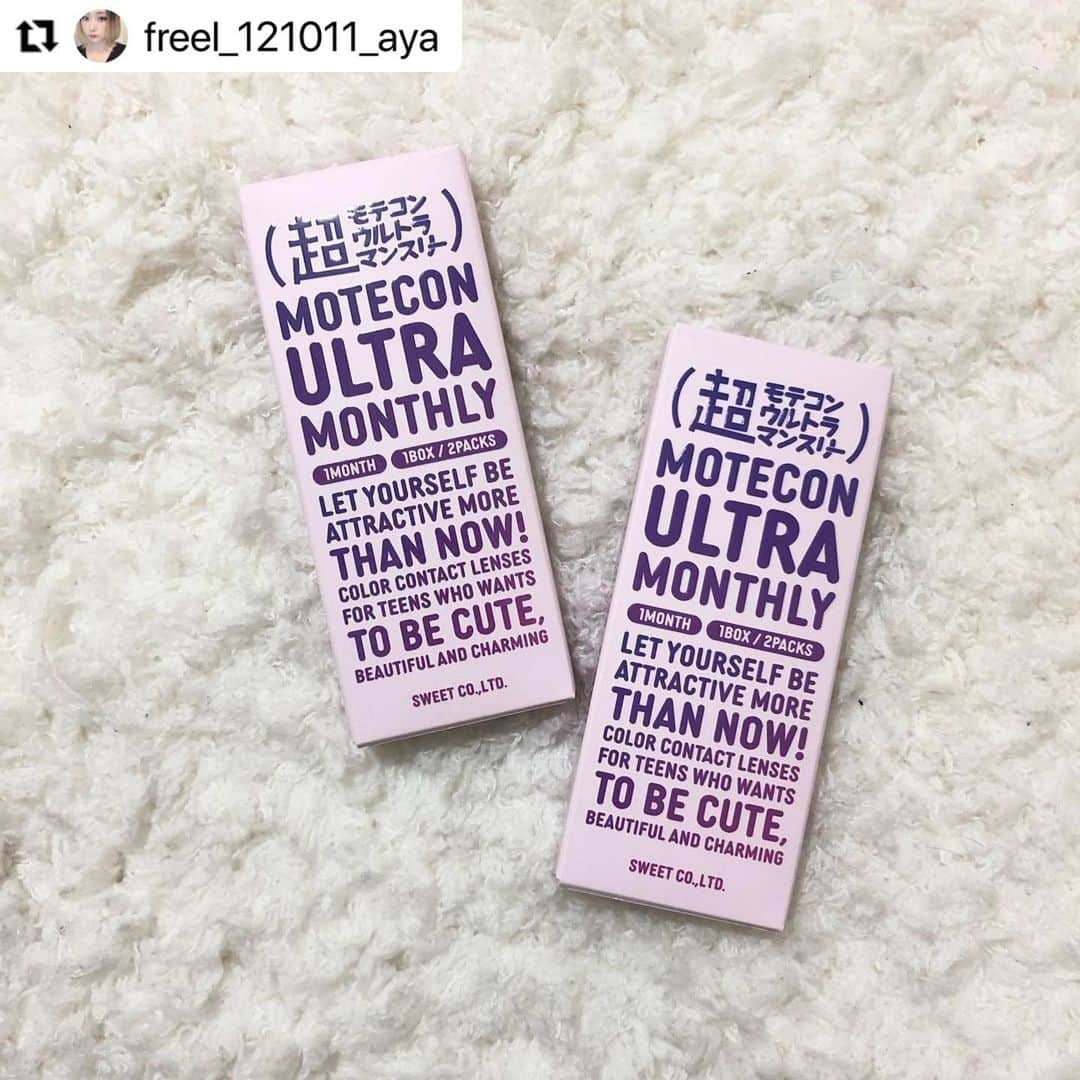 freel_121011_aya
(超 モテコン
ウルトラ
マンスリー)
MOTECON
ULTRA
MONTHLY
1MONTH 1BOX / 2PACKS
LET YOURSELF BE
ATTRACTIVE MORE
THAN NOW!
COLOR CONTACT LENSES
FOR TEENS WHO WANTS
TO BE CUTE,
BEAUTIFUL AND CHARMING
SWEET CO.,LTD.
(超 モテコン
ウルトラ
マンスリー)
MOTECON
ULTRA
MONTHLY
1MONTH 1BOX / 2PACKS
LET YOURSELF BE
ATTRACTIVE MORE
THAN NOW!
COLOR CONTACT LENSES
FOR TEENS WHO WANTS
TO BE CUTE,
BEAUTIFUL AND CHARMING
SWEET CO.,LTD.